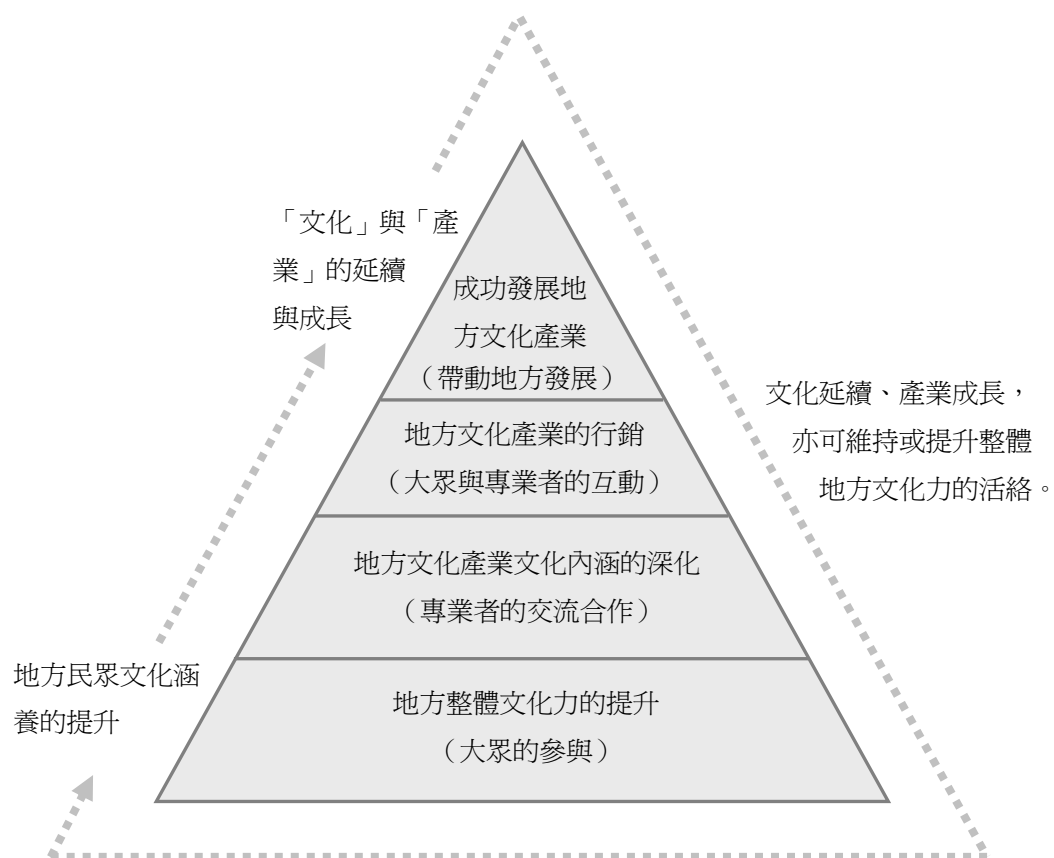 「文化」與「產
業」的延續
與成長
成功發展地
方文化產業
（帶動地方發展）
地方文化產業的行銷
（大眾與專業者的互動）
文化延續、產業成長，
亦可維持或提升整體
地方文化力的活絡。
地方文化產業文化內涵的深化
（專業者的交流合作）
地方民眾文化涵
養的提升
地方整體文化力的提升
（大眾的參與）